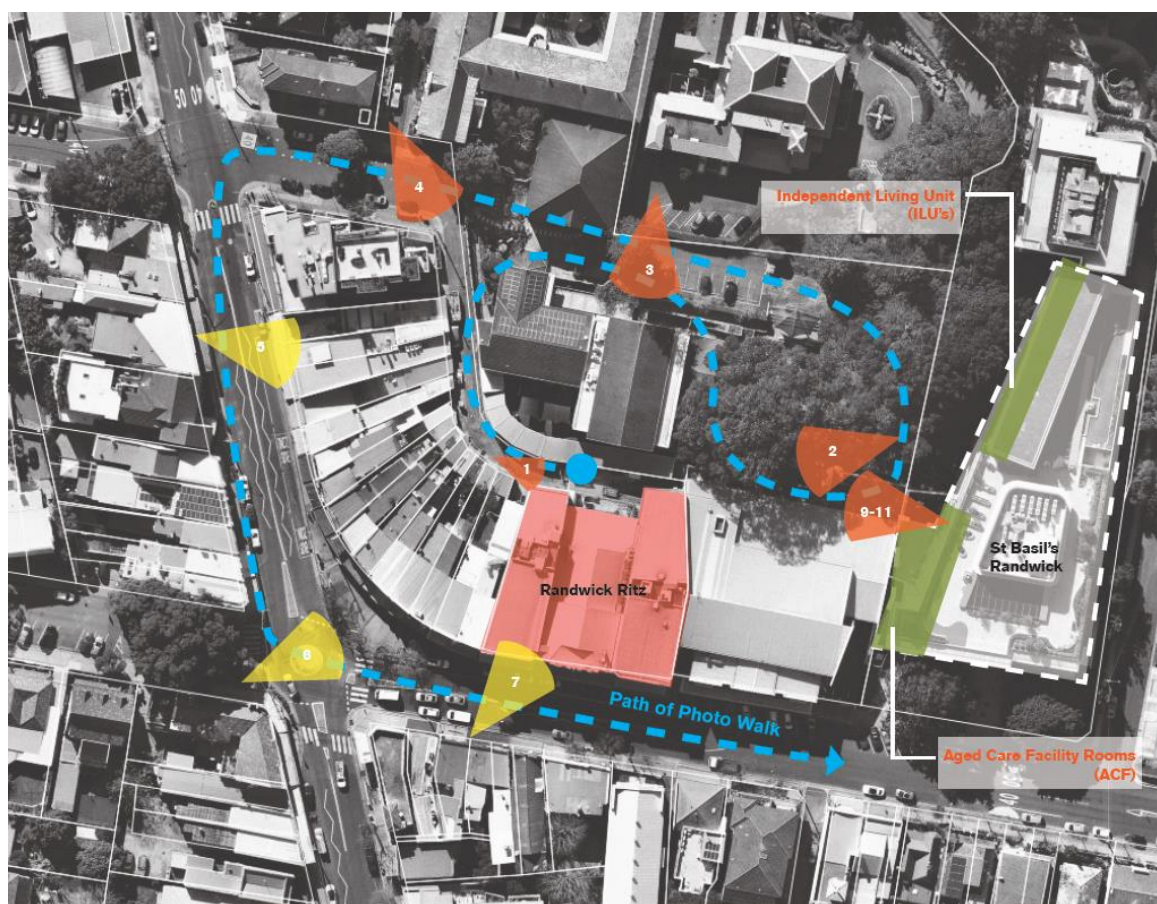 50 40
4
Independent Living Unit
(ILU's)
3
5
2
1
9-11
St Basil's
Randwick
Randwick Ritz
6
7
Path of Photo Walk
Aged Care Facility Rooms
(ACF)
40